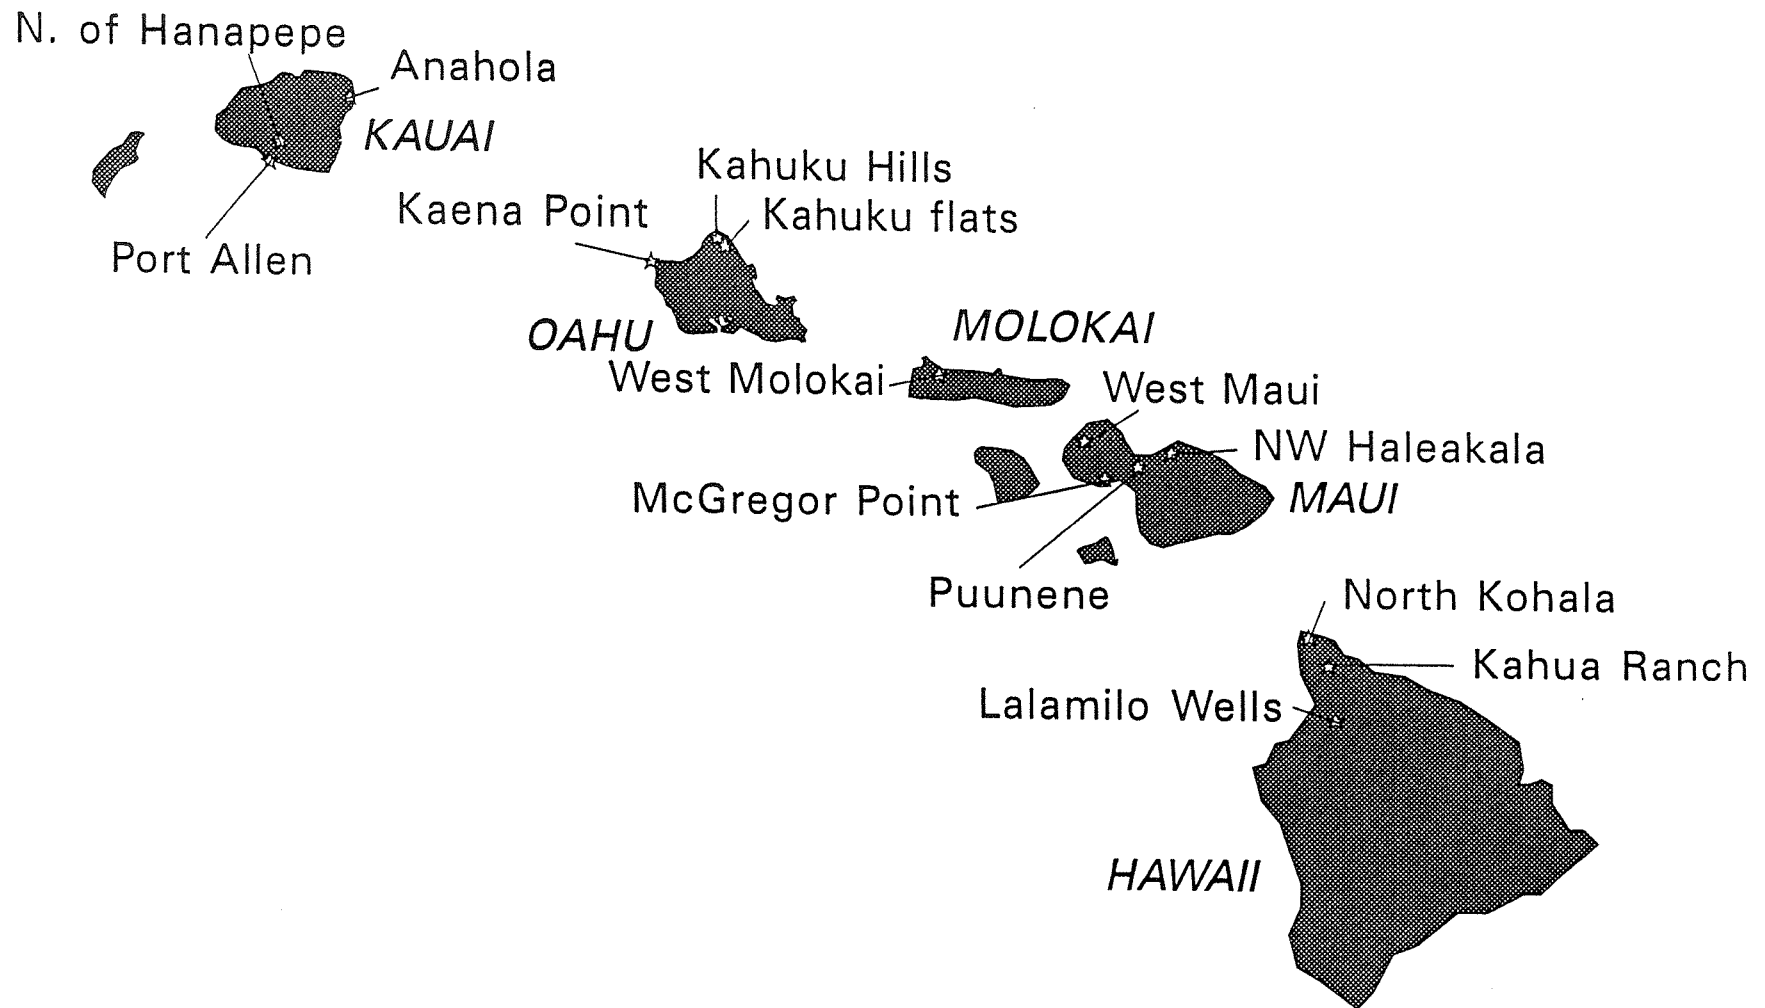 N. of Hanapepe
Anahola
KAUAI
Port Allen
Kahuku Hills
Kaena Point
Kahuku flats
OAHU
MOLOKAI
West Molokai
West Maui
NW Haleakala
McGregor Point
MAUI
Puunene
North Kohala
Kahua Ranch
Lalamilo Wells
HAWAII